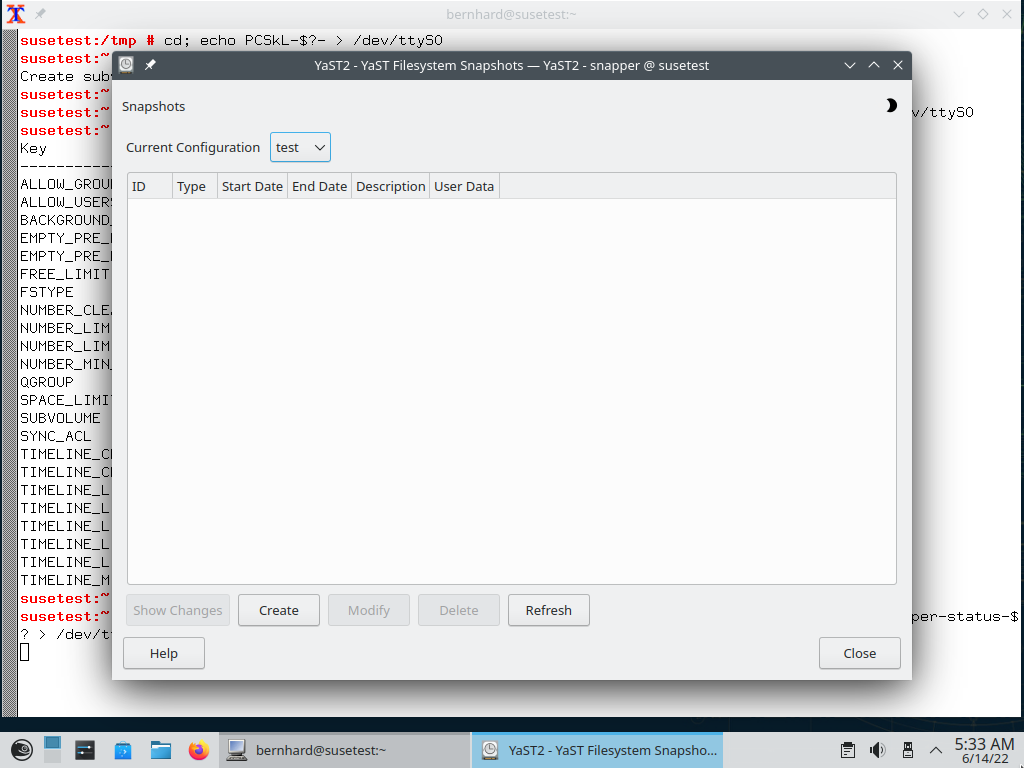 bernhard@susetest:~
susetest:/tmp # cd; echo PCSkL-$?- > /dev/ttyS0
susetest:~
YaST2 - YaST Filesystem Snapshots — YaST2 - snapper @ susetest
Create sub
susetest:~
Snapshots
susetest:~ v/ttyS0
susetest:~
Current Configuration test
Key
--------
ALLOW_GROU
ID Type Start Date End Date Description User Data
ALLOW_USERS
BACKGROUND_
EMPTY_PRE_
EMPTY_PRE_
FREE_LIMIT
FSTYPE
NUMBER_CLEA
NUMBER_LIM
NUMBER_LIM
NUMBER_MIN_
QGROUP
SPACE_LIMI
SUBVOLUME
SYNC_ACL
TIMELINE_C
TIMELINE_C
TIMELINE_L
TIMELINE_L
TIMELINE_L
TIMELINE_L
TIMELINE_L
TIMELINE_M
susetest:~
Show Changes Create Modify Delete Refresh
susetest:~ per-status-$
? > /dev/t
Help Close
bernhard@susetest:~ YaST2 - YaST Filesystem Snapsho... 5:33 AM
6/14/22